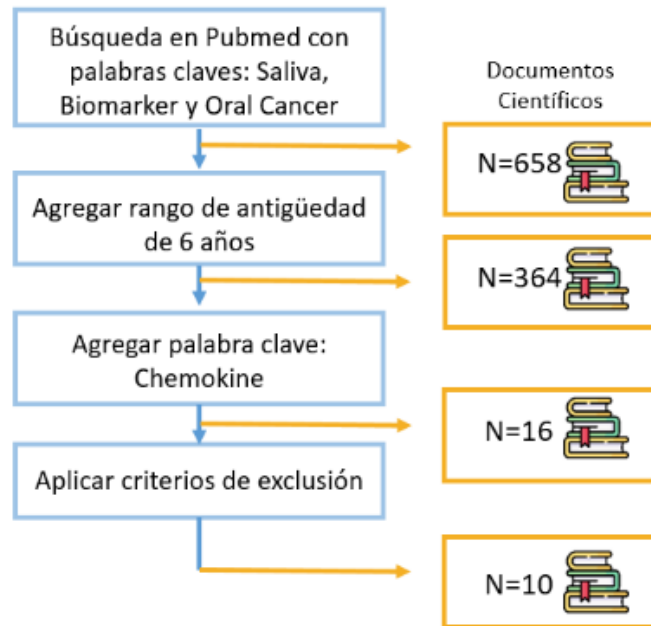 Búsqueda en Pubmed con
palabras claves: Saliva,
Biomarker y Oral Cancer
Documentos
Científicos
N=658
Agregar rango de antigüedad
de 6 años
N=364
Agregar palabra clave:
Chemokine
N=16
Aplicar criterios de exclusión
N=10